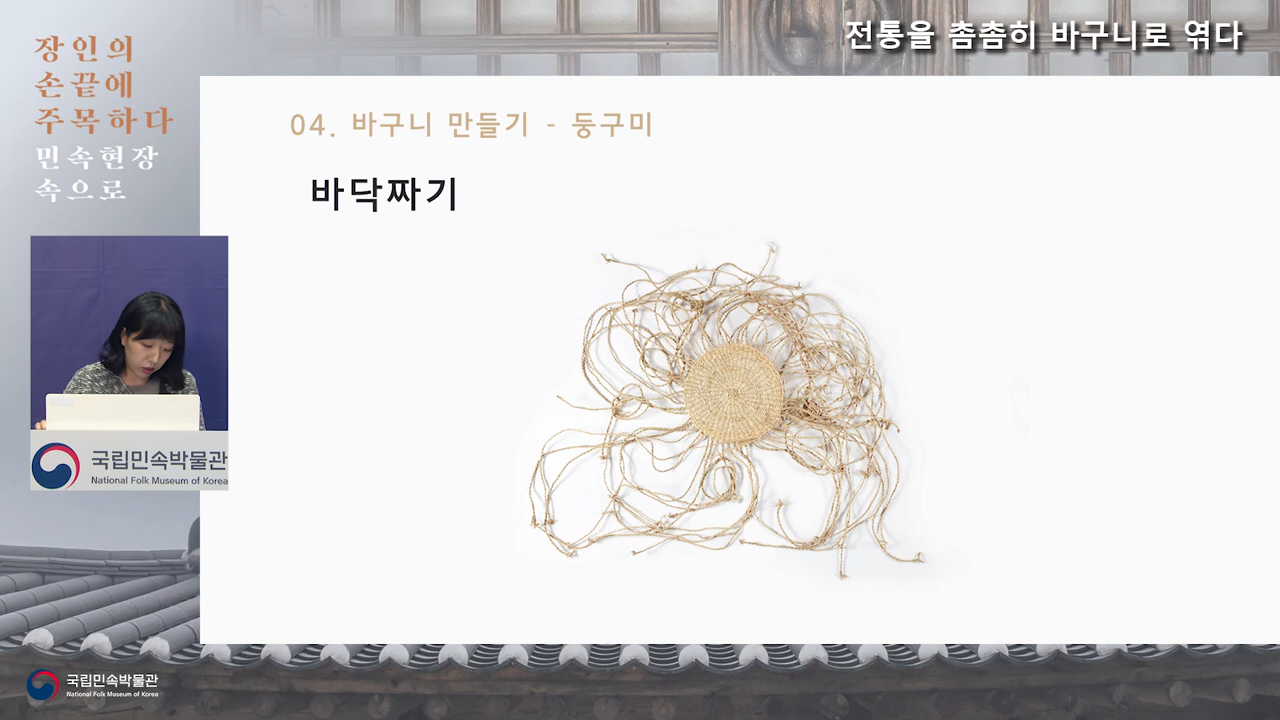 전통을 촘촘히 바구니로 엮다
장인의
손끝에
주목하다
민속현장
속으로
04. 바구니 만들기 - 둥구미
바닥짜기
국립민속박물관
National Folk Museum of Korea
국립민속박물관
National Folk Museum of Korea